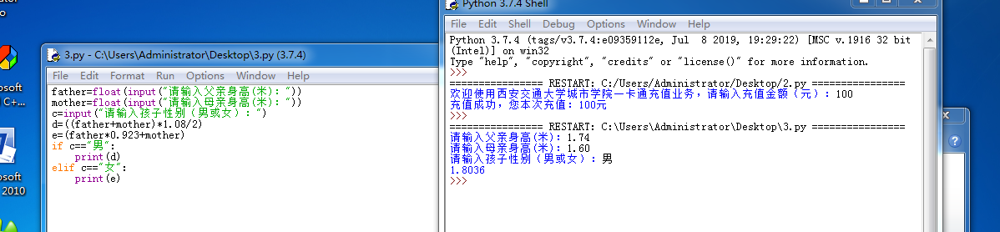 Python 3.7.4 Shell
File Edit Shell Debug Options Window Help
Python 3.7.4 (tags/v3.7.4:e09359112e, Jul  8 2019, 19:29:22) [MSC v.1916 32 bit
(Intel)] on win32
Type "help", "copyright", "credits" or "license()" for more information.
>>>
================ RESTART: C:/Users/Administrator/Desktop/2.py ================
欢迎使用西安交通大学城市学院一卡通充值业务，请输入充值金额（元）：100
充值成功，您本次充值：100元
>>>
================ RESTART: C:\Users\Administrator\Desktop\3.py ================
请输入父亲身高(米)：1.74
请输入母亲身高(米)：1.60
请输入孩子性别（男或女）：男
1.8036
>>>
3.py - C:\Users\Administrator\Desktop\3.py (3.7.4)
File Edit Format Run Options Window Help
father=float(input("请输入父亲身高(米)："))
mother=float(input("请输入母亲身高(米)："))
c=input("请输入孩子性别（男或女）：")
d=((father+mother)*1.08/2)
e=(father*0.923+mother)
if c=="男":
    print(d)
elif c=="女":
    print(e)
osoft
C+...
osoft
2010